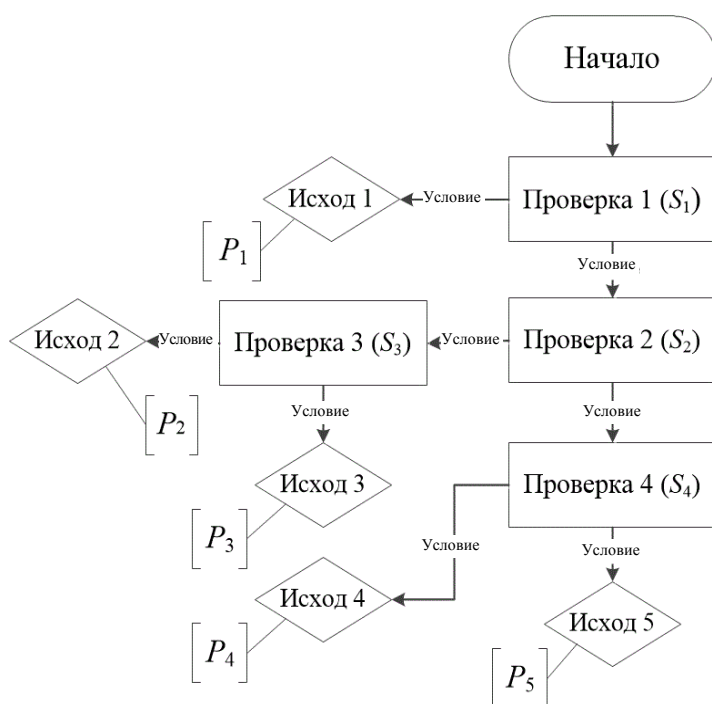 Начало
Исход 1
Условие
Проверка 1 (S1)
P1
Условие
Исход 2
Условие
Проверка 3 (S3)
Условие
Проверка 2 (S2)
P2
Условие
Условие
Исход 3
Проверка 4 (S4)
P3
Условие
Условие
Исход 4
Исход 5
P4
P5